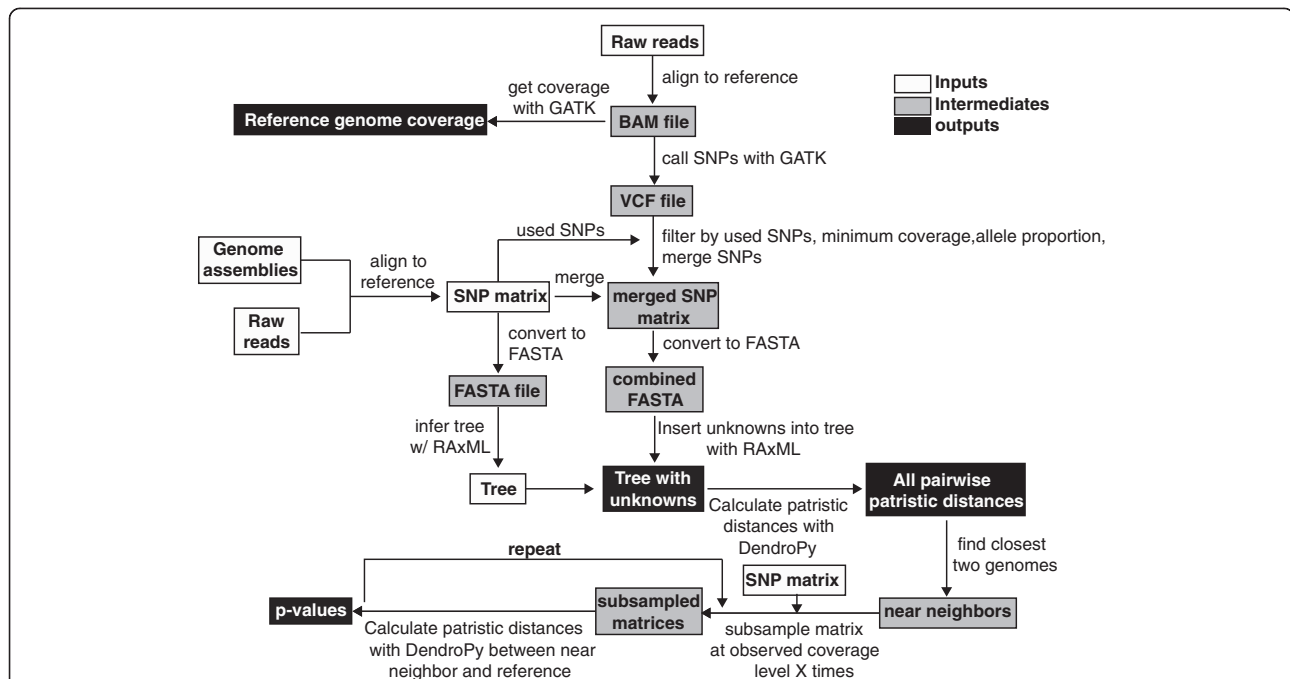 Raw reads
align to reference
get coverage
with GATK
Reference genome coverage
BAM file
Inputs
Intermediates
outputs
call SNPs with GATK
VCF file
used SNPs
filter by used SNPs, minimum coverage,allele proportion,
merge SNPs
Genome
assemblies
align to
reference
Raw
reads
SNP matrix
merge
merged SNP
matrix
convert to
FASTA
convert to FASTA
FASTA file
combined
FASTA
infer tree
w/ RAxML
Insert unknowns into tree
with RAxML
Tree
Tree with
unknowns
Calculate patristic
distances with
DendroPy
All pairwise
patristic distances
find closest
two genomes
near neighbors
SNP matrix
subsample matrix
at observed coverage
level X times
subsampled
matrices
repeat
Calculate patristic distances
with DendroPy between near
neighbor and reference
p-values